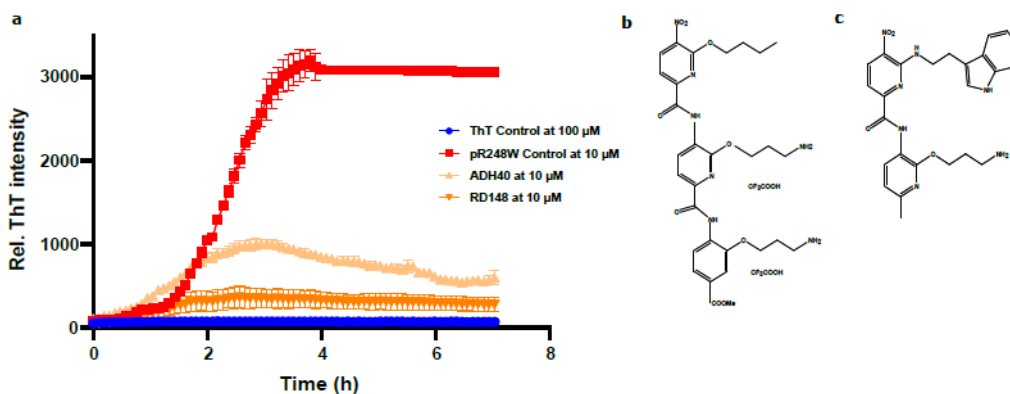 a
Rel. ThT intensity
3000
2000
1000
0
0
2
4
6
8
Time (h)
ThT Control at 100 µM
pR248W Control at 10 µM
ADH40 at 10 µM
RD148 at 10 µM
b
NO₂
O
N
O
NH
O
NH₂
N
CF₃COOH
O
NH
O
NH₂
CF₃COOH
COOMe
c
NO₂
H
N
N
NH
O
NH
O
NH₂
N